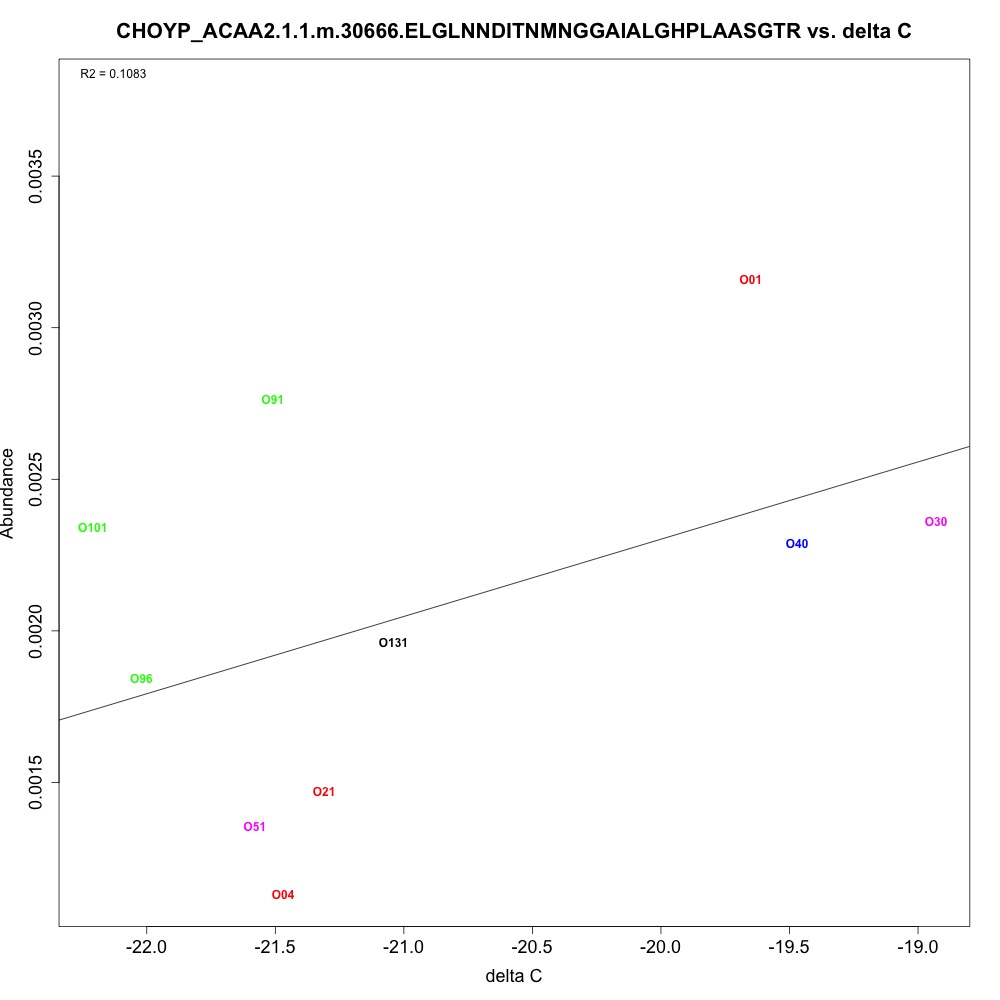 CHOYP_ACAA2.1.1.m.30666.ELGLNNDITNMNGGAIALGHPLAASGTR vs. delta C
R2 = 0.1083
0.0035
O01
0.0030
O91
Abundance
0.0025
O101
O30
O40
0.0020
O131
O96
0.0015
O21
O51
O04
-22.0 -21.5 -21.0 -20.5 -20.0 -19.5 -19.0
delta C